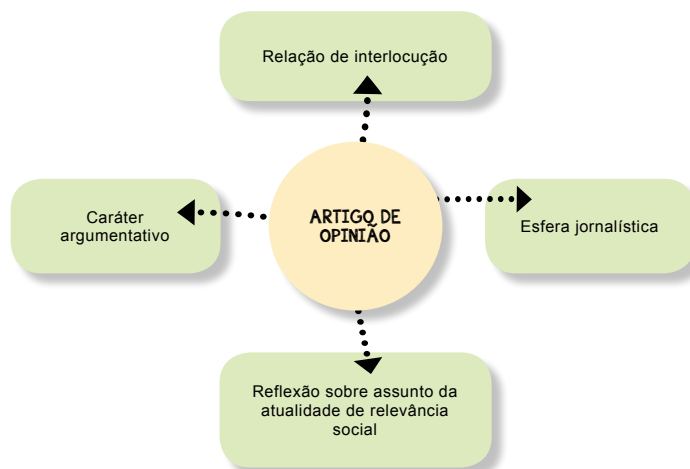 Relação de interlocução
Caráter
argumentativo
ARTIGO DE
OPINIÃO
Esfera jornalística
Reflexão sobre assunto da
atualidade de relevância
social